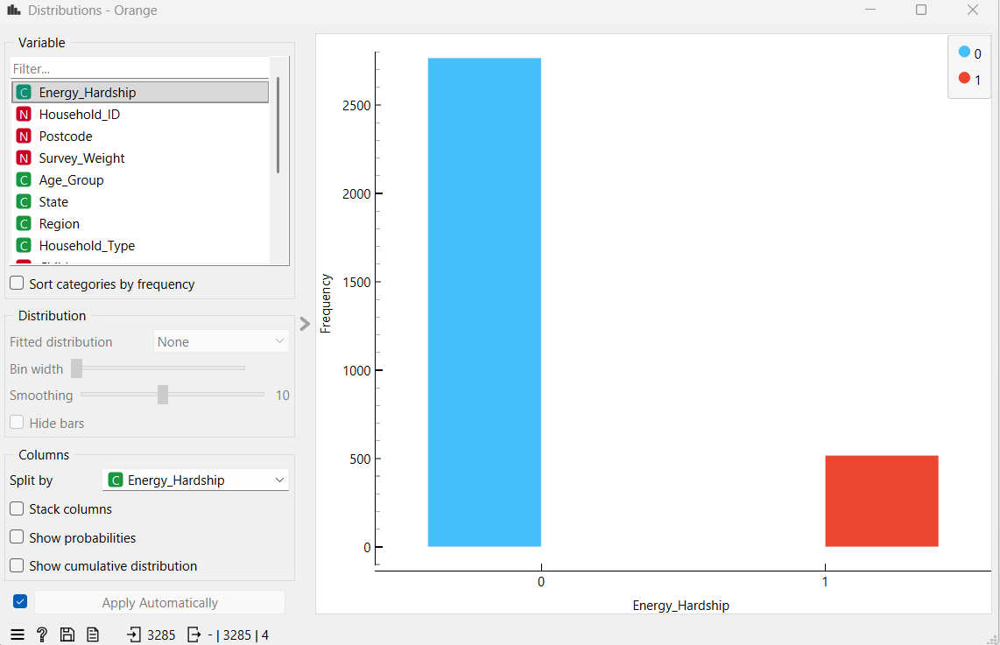 Distributions - Orange
Variable
Filter...
C Energy_Hardship
N Household_ID
N Postcode
N Survey_Weight
C Age_Group
C State
C Region
C Household_Type
Sort categories by frequency
Distribution
Fitted distribution None
Bin width
Smoothing 10
Hide bars
Columns
Split by C Energy_Hardship
Stack columns
Show probabilities
Show cumulative distribution
Apply Automatically
? 3285 - | 3285 | 4
0
1
2500
2000
1500
1000
500
0
Frequency
0 1
Energy_Hardship